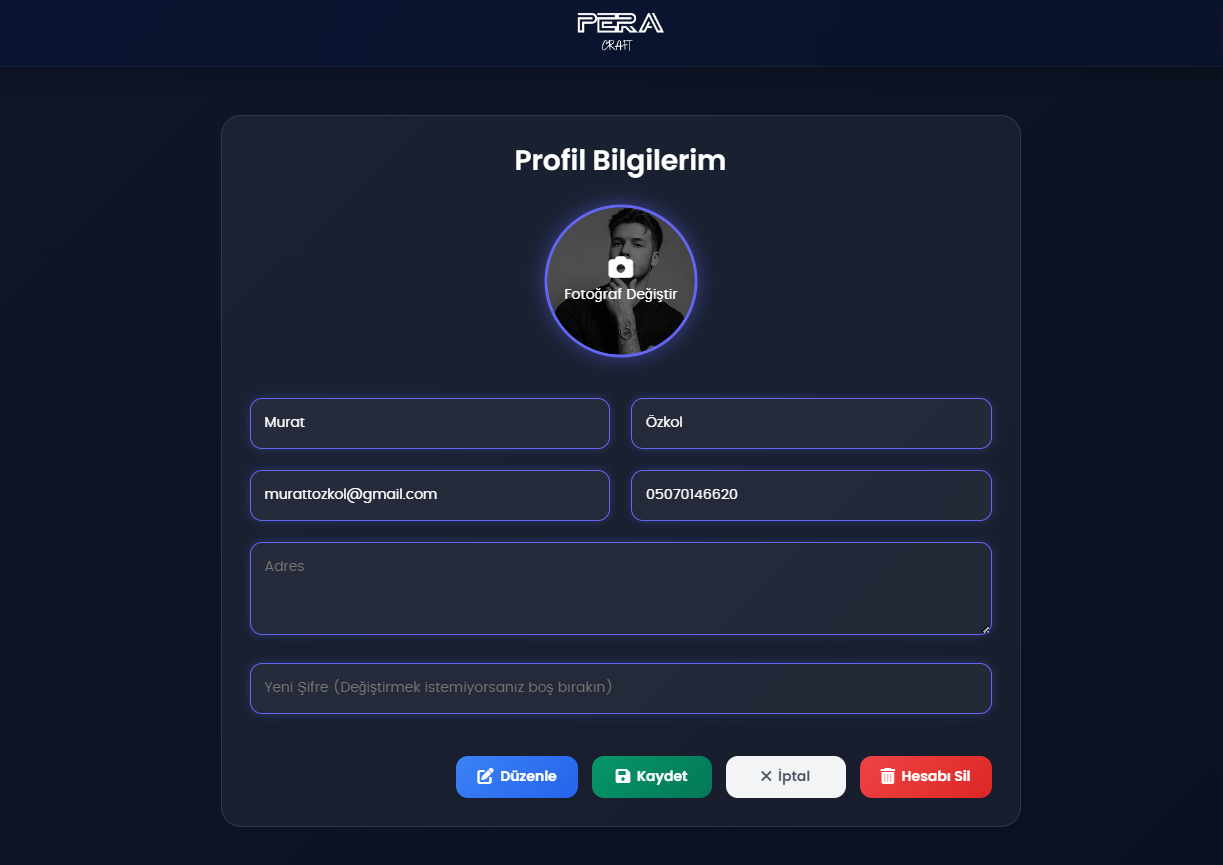 PERA
CRAFT
Profil Bilgilerim
Fotoğraf Değiştir
Murat
Özkol
murattozkol@gmail.com
05070146620
Adres
Yeni Şifre (Değiştirmek istemiyorsanız boş bırakın)
Düzenle
Kaydet
İptal
Hesabı Sil